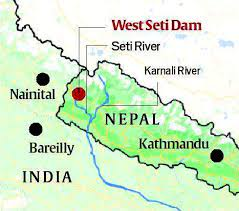 West Seti Dam
Seti River
Karnali River
Nainital
NEPAL
Bareilly
Kathmandu
INDIA